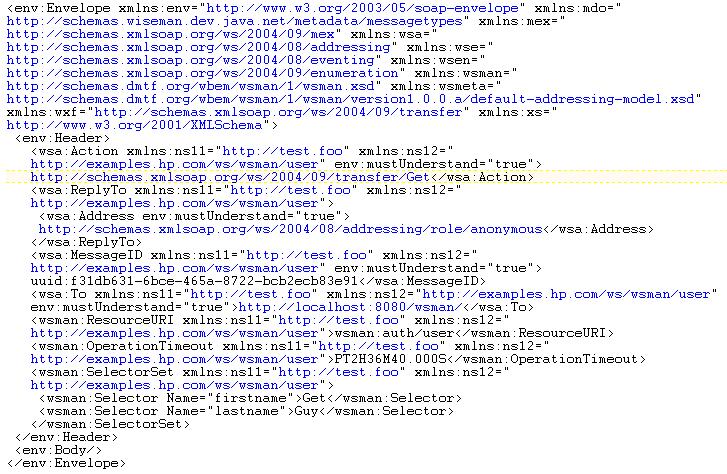 <env:Envelope xmlns:env="http://www.w3.org/2003/05/soap-envelope" xmlns:mdo="
http://schemas.wiseman.dev.java.net/metadata/messagetypes" xmlns:mex="
http://schemas.xmlsoap.org/ws/2004/09/mex" xmlns:wsa="
http://schemas.xmlsoap.org/ws/2004/08/addressing" xmlns:wse="
http://schemas.xmlsoap.org/ws/2004/08/eventing" xmlns:wsen="
http://schemas.xmlsoap.org/ws/2004/09/enumeration" xmlns:wsman="
http://schemas.dmtf.org/wbem/wsman/1/wsman.xsd" xmlns:wsmeta="
http://schemas.dmtf.org/wbem/wsman/1/wsman/version1.0.0.a/default-addressing-model.xsd"
xmlns:wxf="http://schemas.xmlsoap.org/ws/2004/09/transfer" xmlns:xs="
http://www.w3.org/2001/XMLSchema">
<env:Header>
<wsa:Action xmlns:ns11="http://test.foo" xmlns:ns12="
http://examples.hp.com/ws/wsman/user" env:mustUnderstand="true">
http://schemas.xmlsoap.org/ws/2004/09/transfer/Get</wsa:Action>
<wsa:ReplyTo xmlns:ns11="http://test.foo" xmlns:ns12="
http://examples.hp.com/ws/wsman/user">
<wsa:Address env:mustUnderstand="true">
http://schemas.xmlsoap.org/ws/2004/08/addressing/role/anonymous</wsa:Address>
</wsa:ReplyTo>
<wsa:MessageID xmlns:ns11="http://test.foo" xmlns:ns12="
http://examples.hp.com/ws/wsman/user" env:mustUnderstand="true">
uuid:f31db631-6bce-465a-8722-bcb2ecb83e91</wsa:MessageID>
<wsa:To xmlns:ns11="http://test.foo" xmlns:ns12="http://examples.hp.com/ws/wsman/user"
env:mustUnderstand="true">http://localhost:8080/wsman/</wsa:To>
<wsman:ResourceURI xmlns:ns11="http://test.foo" xmlns:ns12="
http://examples.hp.com/ws/wsman/user">wsman:auth/user</wsman:ResourceURI>
<wsman:OperationTimeout xmlns:ns11="http://test.foo" xmlns:ns12="
http://examples.hp.com/ws/wsman/user">PT2H36M40.000S</wsman:OperationTimeout>
<wsman:SelectorSet xmlns:ns11="http://test.foo" xmlns:ns12="
http://examples.hp.com/ws/wsman/user">
<wsman:Selector Name="firstname">Get</wsman:Selector>
<wsman:Selector Name="lastname">Guy</wsman:Selector>
</wsman:SelectorSet>
</env:Header>
<env:Body/>
</env:Envelope>